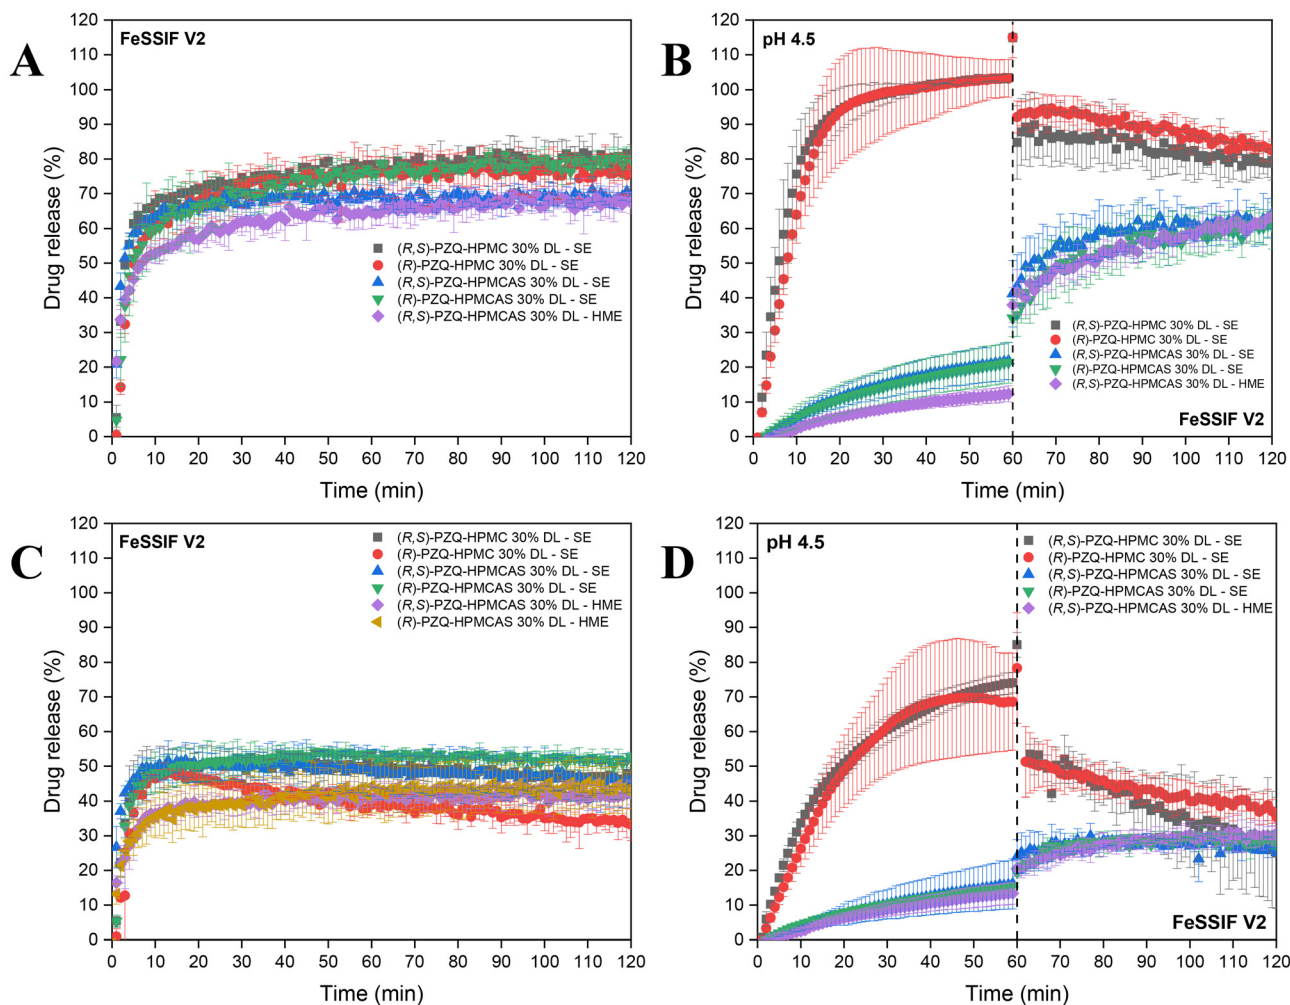 A
FeSSIF V2
Drug release (%)
120
110
100
90
80
70
60
50
40
30
20
10
0
(R,S)-PZQ-HPMC 30% DL - SE
(R)-PZQ-HPMC 30% DL - SE
(R,S)-PZQ-HPMCAS 30% DL - SE
(R)-PZQ-HPMCAS 30% DL - SE
(R,S)-PZQ-HPMCAS 30% DL - HME
0 10 20 30 40 50 60 70 80 90 100 110 120
Time (min)
B
pH 4.5
Drug release (%)
120
110
100
90
80
70
60
50
40
30
20
10
0
(R,S)-PZQ-HPMC 30% DL - SE
(R)-PZQ-HPMC 30% DL - SE
(R,S)-PZQ-HPMCAS 30% DL - SE
(R)-PZQ-HPMCAS 30% DL - SE
(R,S)-PZQ-HPMCAS 30% DL - HME
FeSSIF V2
0 10 20 30 40 50 60 70 80 90 100 110 120
Time (min)
C
FeSSIF V2
Drug release (%)
120
110
100
90
80
70
60
50
40
30
20
10
0
(R,S)-PZQ-HPMC 30% DL - SE
(R)-PZQ-HPMC 30% DL - SE
(R,S)-PZQ-HPMCAS 30% DL - SE
(R)-PZQ-HPMCAS 30% DL - SE
(R,S)-PZQ-HPMCAS 30% DL - HME
(R)-PZQ-HPMCAS 30% DL - HME
0 10 20 30 40 50 60 70 80 90 100 110 120
Time (min)
D
pH 4.5
Drug release (%)
120
110
100
90
80
70
60
50
40
30
20
10
0
(R,S)-PZQ-HPMC 30% DL - SE
(R)-PZQ-HPMC 30% DL - SE
(R,S)-PZQ-HPMCAS 30% DL - SE
(R)-PZQ-HPMCAS 30% DL - SE
(R,S)-PZQ-HPMCAS 30% DL - HME
FeSSIF V2
0 10 20 30 40 50 60 70 80 90 100 110 120
Time (min)